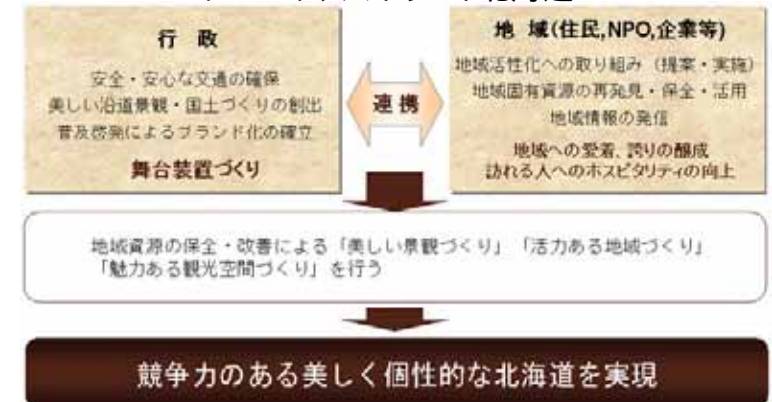 行 政
安全・安心な交通の確保
美しい沿道景観・国土づくりの創出
普及啓発によるブランド化の確立
舞台装置づくり
連携
地 域(住民,NPO,企業等)
地域活性化への取り組み（提案・実施）
地域固有資源の再発見・保全・活用
地域情報の発信
地域への愛着、誇りの醸成
訪れる人へのホスピタリティの向上
地域資源の保全・改善による「美しい景観づくり」「活力ある地域づくり」
「魅力ある観光空間づくり」を行う
競争力のある美しく個性的な北海道を実現